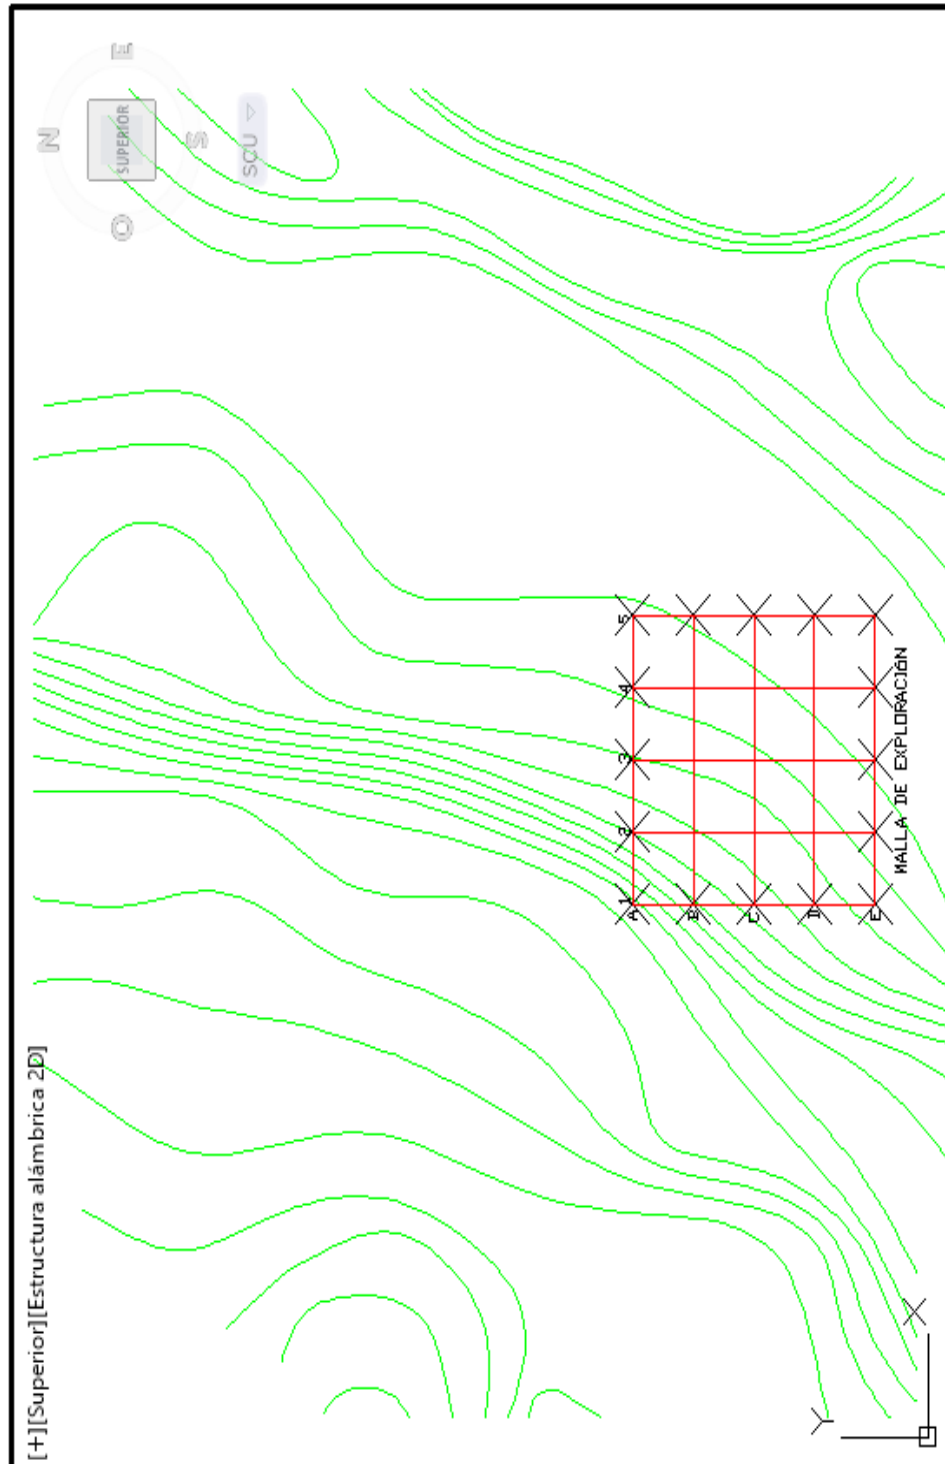 [+][Superior][Estructura alámbrica 2D]
N
E
SUPERIOR
O
S
SCU
5
4
3
2
1
A
B
C
D
E
MALLA DE EXPLORACIÓN
Y
X